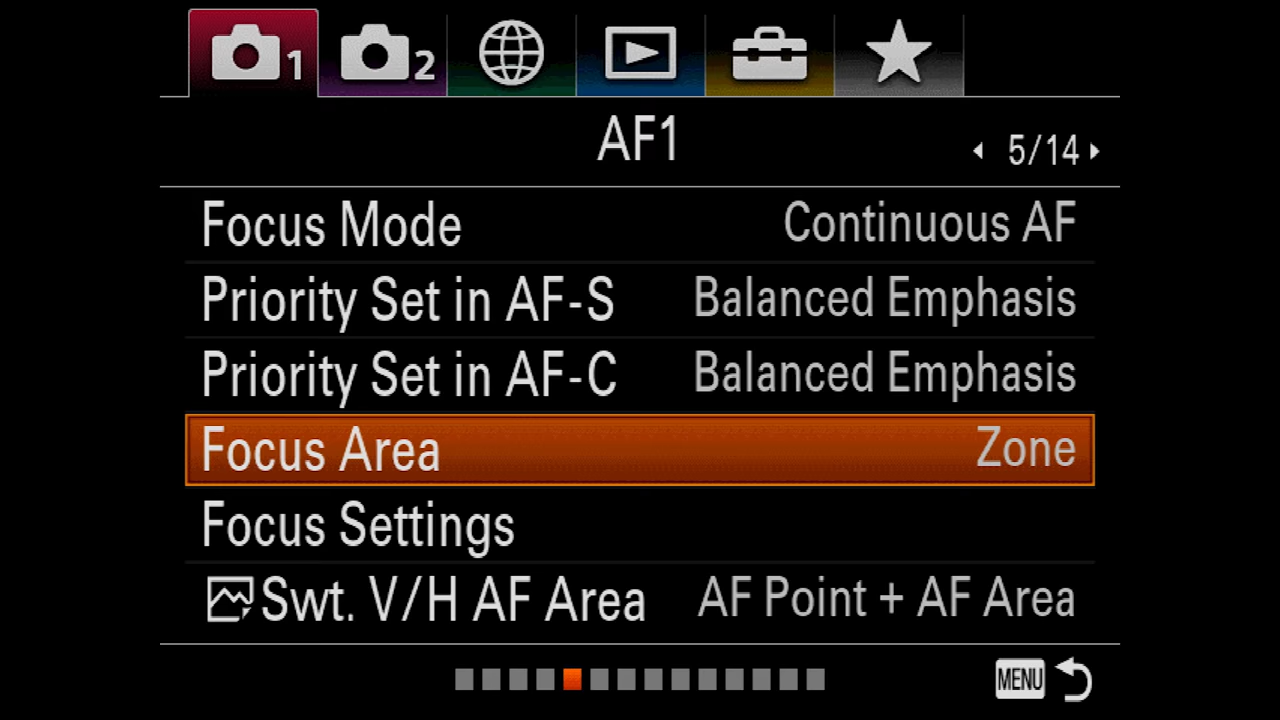 1 2
AF1
5/14
Focus Mode Continuous AF
Priority Set in AF-S Balanced Emphasis
Priority Set in AF-C Balanced Emphasis
Focus Area Zone
Focus Settings
Swt. V/H AF Area AF Point + AF Area
MENU